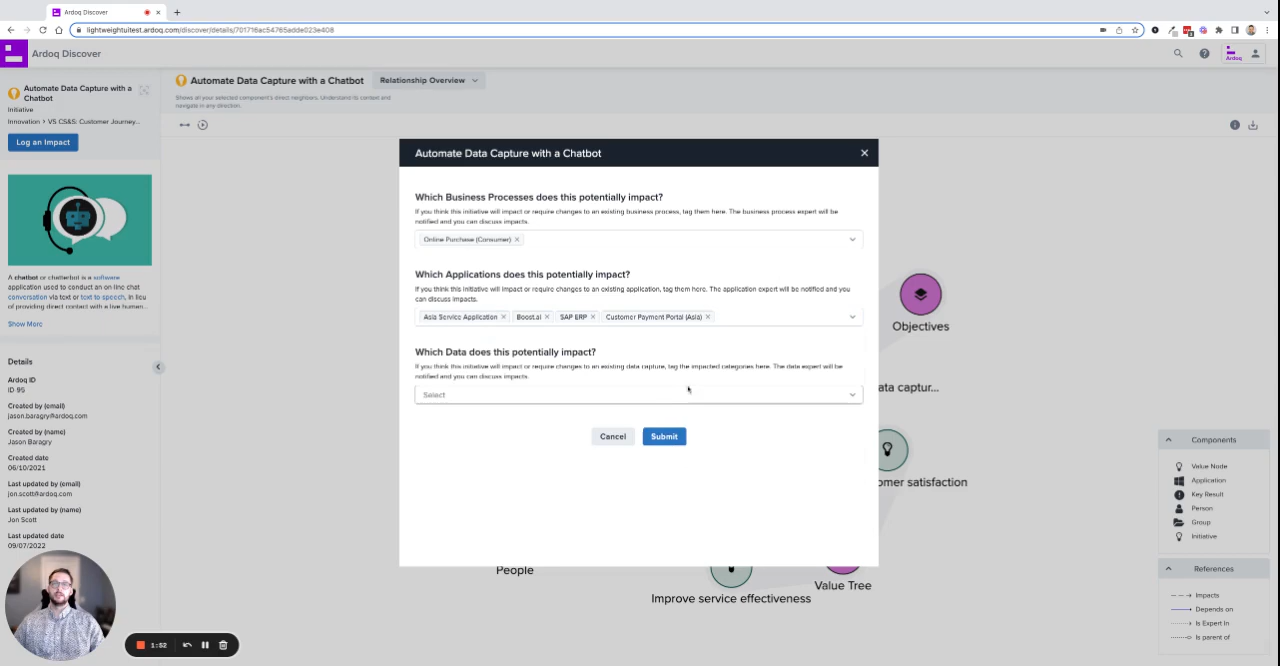 Ardoq Discover
lightweightuitest.ardoq.com/discover/details/701716ac54765adde023e408
Ardoq Discover
Ardoq
Automate Data Capture with a
Chatbot
Initiative
Innovation > VS CS&S: Customer Journey...
Log an Impact
A chatbot or chatterbot is a software
application used to conduct an on-line chat
conversation via text or text to speech, in lieu
of providing direct contact with a live human...
Show More
Details
Ardoq ID
ID 95
Created by (email)
jason.baragry@ardoq.com
Created by (name)
Jason Baragry
Created date
06/10/2021
Last updated by (email)
jon.scott@ardoq.com
Last updated by (name)
Jon Scott
Last updated date
09/07/2022
1:52
Automate Data Capture with a Chatbot
Relationship Overview
Shows all your selected component's direct neighbors. Understand its context and
navigate in any direction.
Automate Data Capture with a Chatbot
Which Business Processes does this potentially impact?
If you think this initiative will impact or require changes to an existing business process, tag them here. The business process expert will be
notified and you can discuss impacts.
Online Purchase (Consumer)
Which Applications does this potentially impact?
If you think this initiative will impact or require changes to an existing application, tag them here. The application expert will be notified and you
can discuss impacts.
Asia Service Application Boost.ai SAP ERP Customer Payment Portal (Asia)
Which Data does this potentially impact?
If you think this initiative will impact or require changes to an existing data capture, tag the impacted categories here. The data expert will be
notified and you can discuss impacts.
Select
Cancel Submit
Objectives
ata captur...
omer satisfaction
People
Value Tree
Improve service effectiveness
Components
Value Node
Application
Key Result
Person
Group
Initiative
References
Impacts
Depends on
Is Expert In
Is parent of